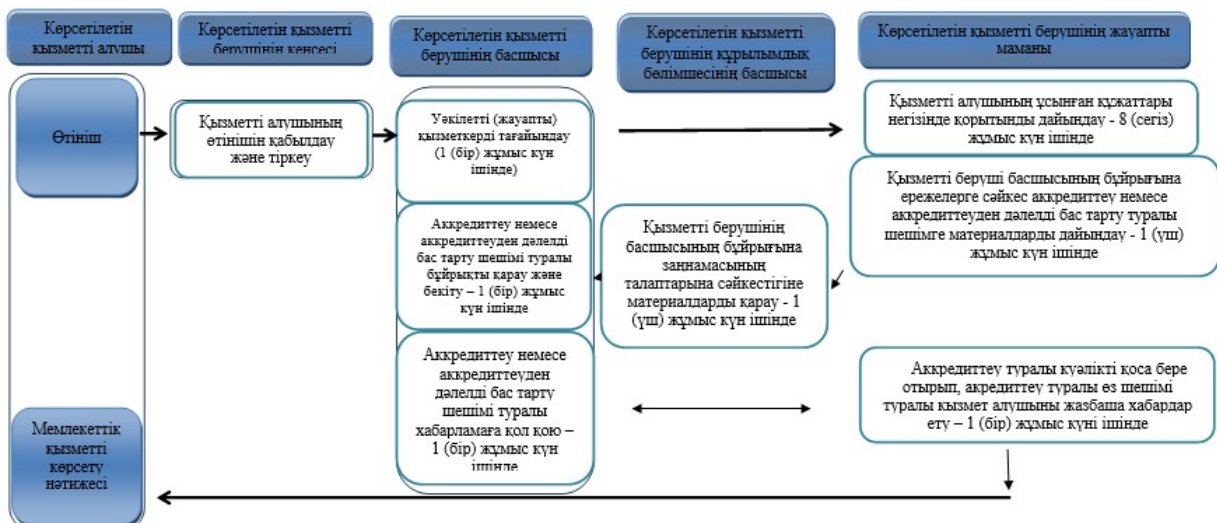 Көрсетілетін
қызметті алушы
Көрсетілетін қызметті
берушінің кеңсесі
Көрсетілетін
қызметті
берушінің басшысы
Көрсетілетін қызметті
берушінің құрылымдық
бөлімшесінің басшысы
Көрсетілетін қызметті берушінің жауапты
маманы
Өтініш
Қызметті алушының
өтінішін қабылдау
және тіркеу
Уәкілетті (жауапты)
қызметкерді тағайындау
(1 (бір) жұмыс күн
ішінде)
Қызметті алушының ұсынған құжаттары
негізінде қорытынды дайындау - 8 (сегіз)
жұмыс күн ішінде
Қызметті беруші басшысының бұйрығына
ережелерге сәйкес аккредиттеу немесе
аккредиттеуден дәлелді бас тарту туралы
шешімге материалдарды дайындау - 1 (үш)
жұмыс күн ішінде
Қызметті берушінің
басшысының бұйрығына
заңнамасының
талаптарына сәйкестігіне
материалдарды қарау - 1
(үш) жұмыс күн ішінде
Аккредиттеу немесе
аккредиттеуден дәлелді
бас тарту шешімі туралы
бұйрықты қарау және
бекіту – 1 (бір) жұмыс
күн ішінде
Аккредиттеу немесе
аккредиттеуден
дәлелді бас тарту
шешімі туралы
хабарламаға қол қою –
1 (бір) жұмыс күн
ішінде
Аккредиттеу туралы куәлікті қоса бере
отырып, акредиттеу туралы өз шешімі
туралы қызмет алушыны жазбаша хабардар
ету – 1 (бір) жұмыс күні ішінде
Мемлекеттік
қызметті
көрсету
нәтижесі